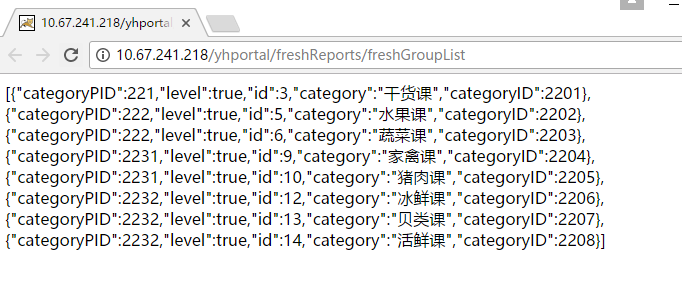 10.67.241.218/yhporta
10.67.241.218/yhportal/freshReports/freshGroupList
[{"categoryPID":221,"level":true,"id":3,"category":"干货课","categoryID":2201},
{"categoryPID":222,"level":true,"id":5,"category":"水果课","categoryID":2202},
{"categoryPID":222,"level":true,"id":6,"category":"蔬菜课","categoryID":2203},
{"categoryPID":2231,"level":true,"id":9,"category":"家禽课","categoryID":2204},
{"categoryPID":2231,"level":true,"id":10,"category":"猪肉课","categoryID":2205},
{"categoryPID":2232,"level":true,"id":12,"category":"冰鲜课","categoryID":2206},
{"categoryPID":2232,"level":true,"id":13,"category":"贝类课","categoryID":2207},
{"categoryPID":2232,"level":true,"id":14,"category":"活鲜课","categoryID":2208}]